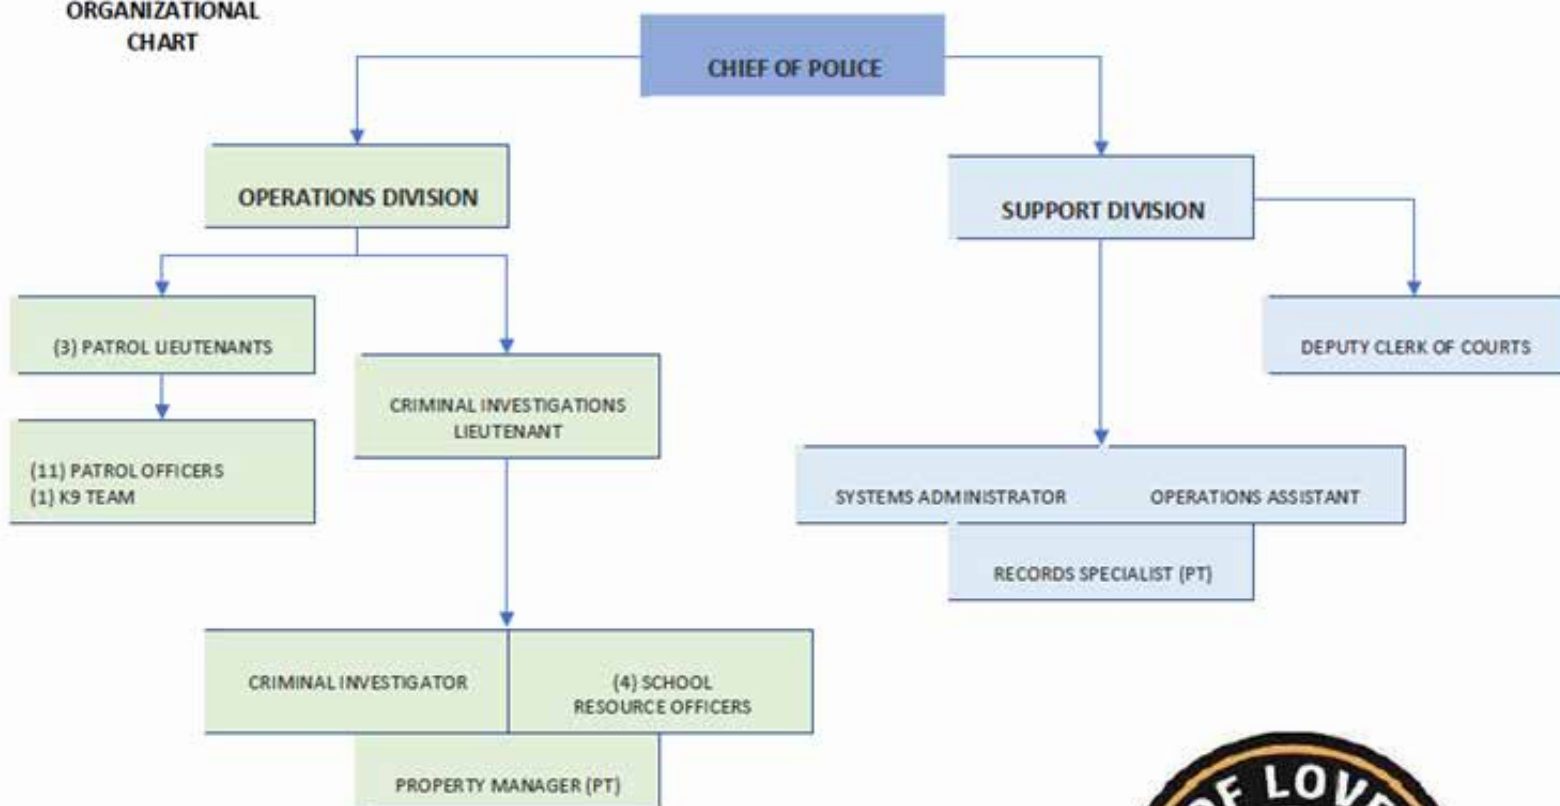 ORGANIZATIONAL
CHART
CHIEF OF POLICE
OPERATIONS DIVISION
SUPPORT DIVISION
(3) PATROL LIEUTENANTS
DEPUTY CLERK OF COURTS
CRIMINAL INVESTIGATIONS
LIEUTENANT
(11) PATROL OFFICERS
(1) K9 TEAM
SYSTEMS ADMINISTRATOR
OPERATIONS ASSISTANT
RECORDS SPECIALIST (PT)
CRIMINAL INVESTIGATOR
(4) SCHOOL
RESOURCE OFFICERS
PROPERTY MANAGER (PT)
OF LOVE